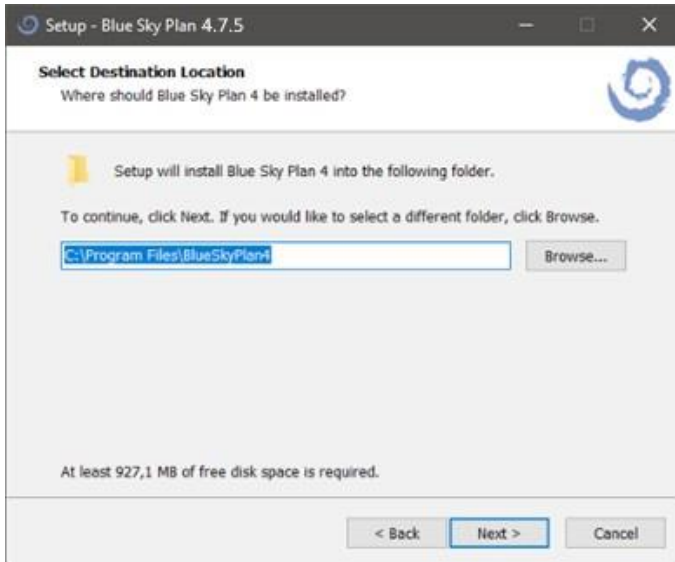 Setup - Blue Sky Plan 4.7.5
Select Destination Location
Where should Blue Sky Plan 4 be installed?
Setup will install Blue Sky Plan 4 into the following folder.
To continue, click Next. If you would like to select a different folder, click Browse.
C:\Program Files\BlueSkyPlan4
Browse...
At least 927,1 MB of free disk space is required.
< Back
Next >
Cancel